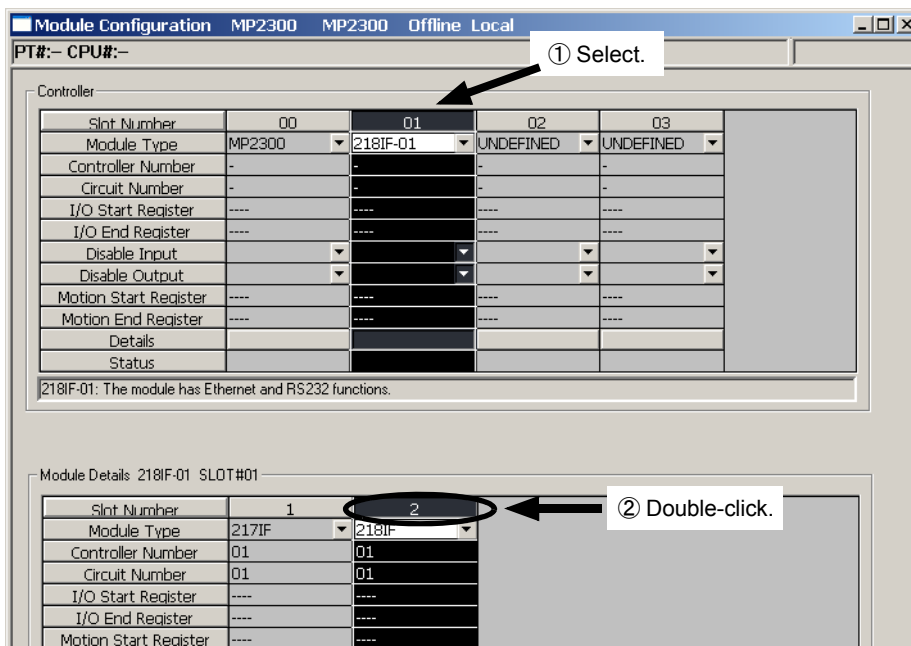 Module Configuration MP2300 MP2300 Offline Local
PT#:– CPU#:–
① Select.
Controller
Slot Number 00 01 02 03
Module Type MP2300 218IF-01 UNDEFINED UNDEFINED
Controller Number - - - -
Circuit Number - - - -
I/O Start Register ---- ---- ---- ----
I/O End Register ---- ---- ---- ----
Disable Input
Disable Output
Motion Start Register ---- ---- ---- ----
Motion End Register ---- ---- ---- ----
Details
Status
218IF-01: The module has Ethernet and RS232 functions.
Module Details 218IF-01 SLOT#01
Slot Number 1 2
② Double-click.
Module Type 217IF 218IF
Controller Number 01 01
Circuit Number 01 01
I/O Start Register ---- ----
I/O End Register ---- ----
Motion Start Register ---- ----